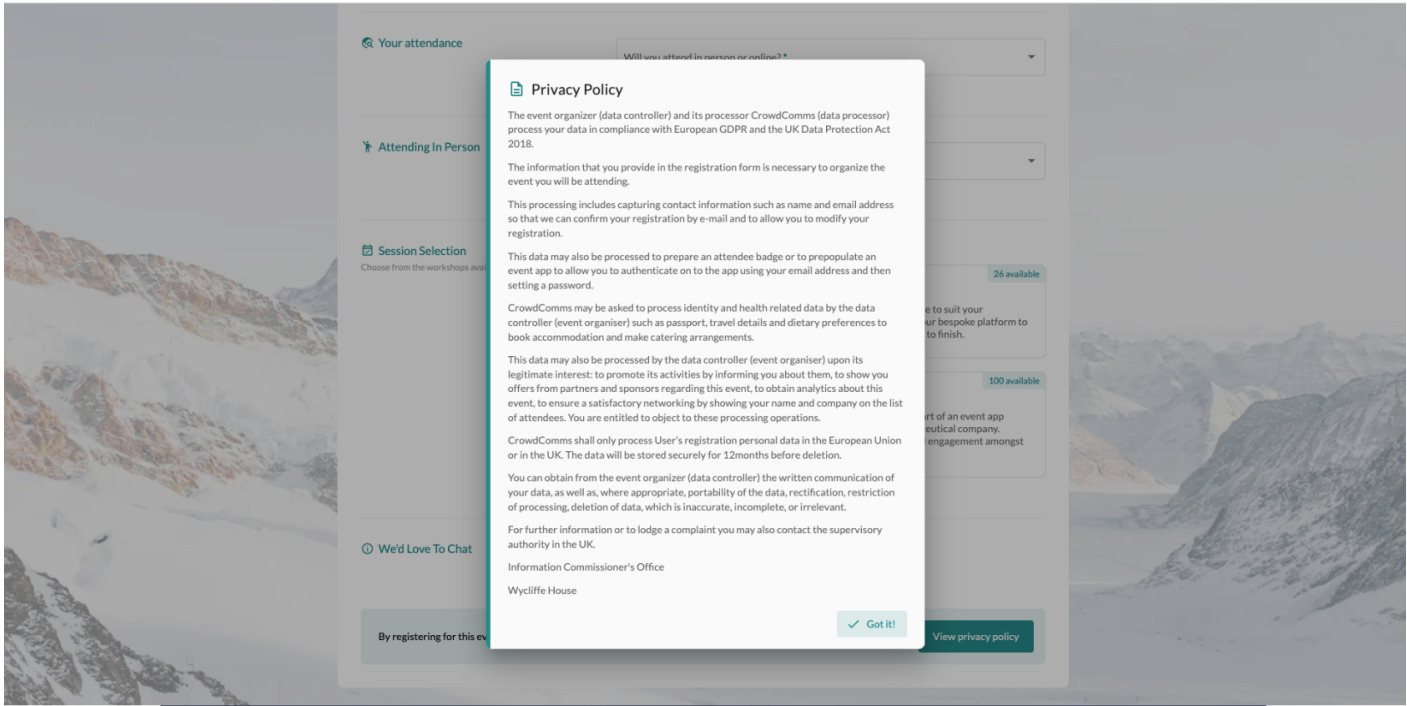 Your attendance
Will you attend in person or online? *
Attending In Person
Session Selection
Choose from the workshops avai
26 available
e to suit your
ur bespoke platform to
to finish.
100 available
rt of an event app
eutical company.
engagement amongst
We'd Love To Chat
By registering for this ev
View privacy policy
Privacy Policy
The event organizer (data controller) and its processor CrowdComms (data processor)
process your data in compliance with European GDPR and the UK Data Protection Act
2018.
The information that you provide in the registration form is necessary to organize the
event you will be attending.
This processing includes capturing contact information such as name and email address
so that we can confirm your registration by e-mail and to allow you to modify your
registration.
This data may also be processed to prepare an attendee badge or to prepopulate an
event app to allow you to authenticate on to the app using your email address and then
setting a password.
CrowdComms may be asked to process identity and health related data by the data
controller (event organiser) such as passport, travel details and dietary preferences to
book accommodation and make catering arrangements.
This data may also be processed by the data controller (event organiser) upon its
legitimate interest: to promote its activities by informing you about them, to show you
offers from partners and sponsors regarding this event, to obtain analytics about this
event, to ensure a satisfactory networking by showing your name and company on the list
of attendees. You are entitled to object to these processing operations.
CrowdComms shall only process User's registration personal data in the European Union
or in the UK. The data will be stored securely for 12months before deletion.
You can obtain from the event organizer (data controller) the written communication of
your data, as well as, where appropriate, portability of the data, rectification, restriction
of processing, deletion of data, which is inaccurate, incomplete, or irrelevant.
For further information or to lodge a complaint you may also contact the supervisory
authority in the UK.
Information Commissioner's Office
Wycliffe House
Got it!